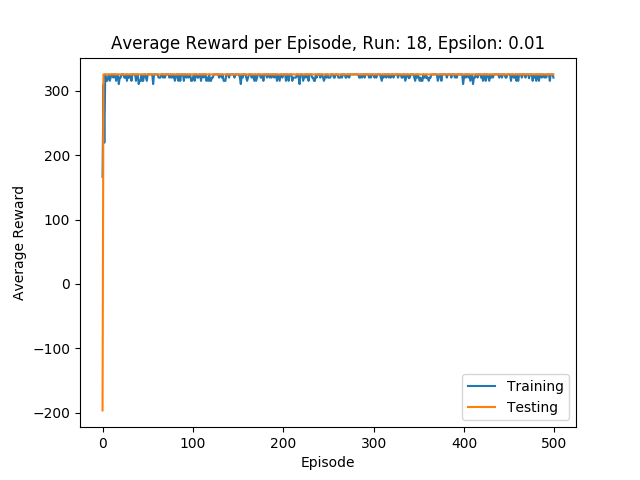 Average Reward per Episode, Run: 18, Epsilon: 0.01
Average Reward
300
200
100
0
−100
−200
0
100
200
300
400
500
Episode
Training
Testing